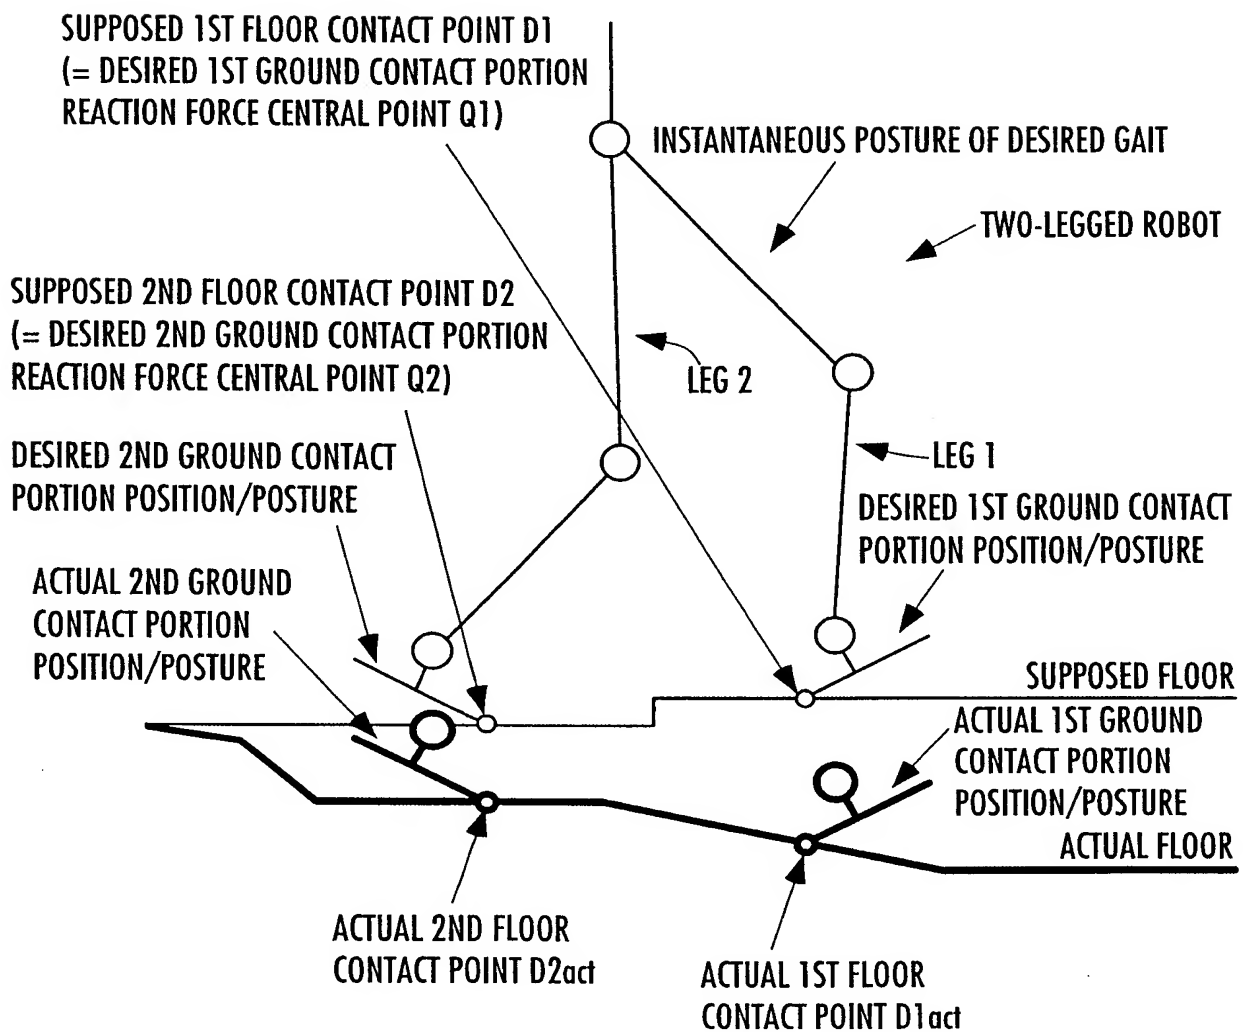 SUPPOSED 1ST FLOOR CONTACT POINT D1
(= DESIRED 1ST GROUND CONTACT PORTION
REACTION FORCE CENTRAL POINT Q1)
INSTANTANEOUS POSTURE OF DESIRED GAIT
TWO-LEGGED ROBOT
SUPPOSED 2ND FLOOR CONTACT POINT D2
(= DESIRED 2ND GROUND CONTACT PORTION
REACTION FORCE CENTRAL POINT Q2)
LEG 2
LEG 1
DESIRED 2ND GROUND CONTACT
PORTION POSITION/POSTURE
DESIRED 1ST GROUND CONTACT
PORTION POSITION/POSTURE
ACTUAL 2ND GROUND
CONTACT PORTION
POSITION/POSTURE
SUPPOSED FLOOR
ACTUAL 1ST GROUND
CONTACT PORTION
POSITION/POSTURE
ACTUAL FLOOR
ACTUAL 2ND FLOOR
CONTACT POINT D2act
ACTUAL 1ST FLOOR
CONTACT POINT D1act